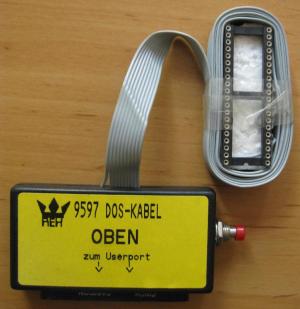 REX 9597 DOS-KABEL
OBEN
zum Userport